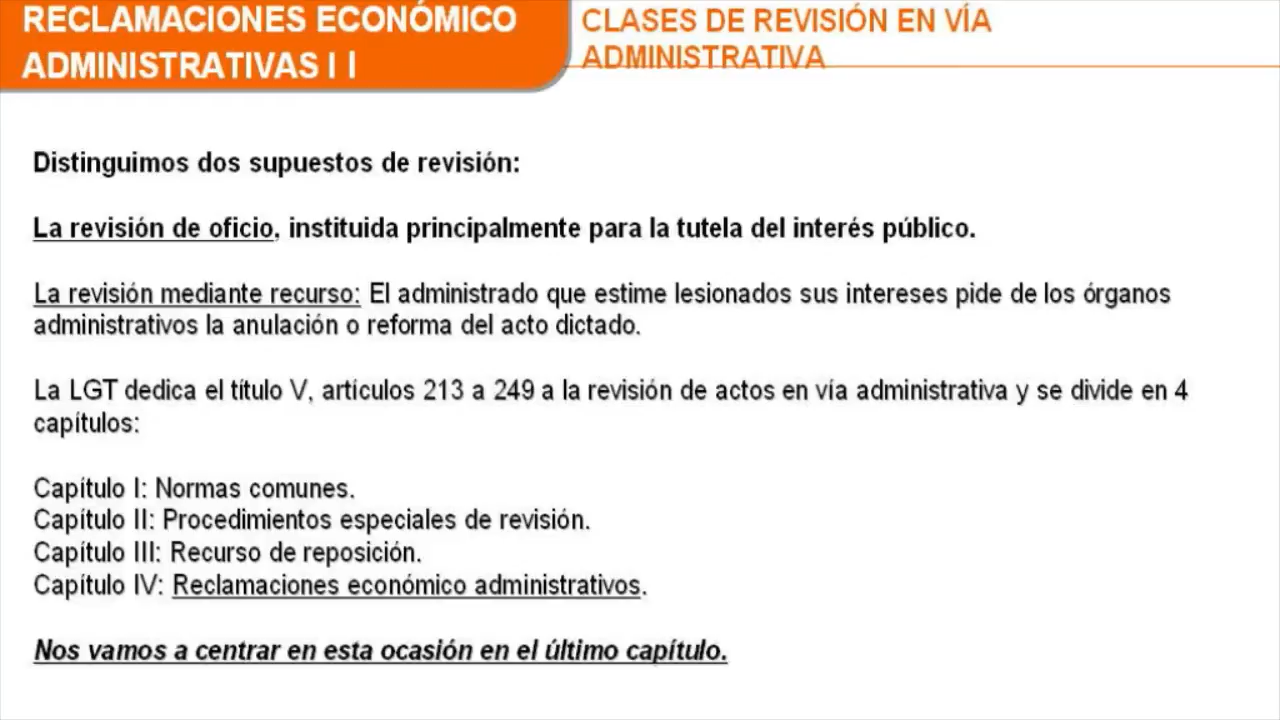 RECLAMACIONES ECONÓMICO
ADMINISTRATIVAS I I
CLASES DE REVISIÓN EN VÍA
ADMINISTRATIVA
Distinguimos dos supuestos de revisión:
La revisión de oficio, instituida principalmente para la tutela del interés público.
La revisión mediante recurso: El administrado que estime lesionados sus intereses pide de los órganos
administrativos la anulación o reforma del acto dictado.
La LGT dedica el título V, artículos 213 a 249 a la revisión de actos en vía administrativa y se divide en 4
capítulos:
Capítulo I: Normas comunes.
Capítulo II: Procedimientos especiales de revisión.
Capítulo III: Recurso de reposición.
Capítulo IV: Reclamaciones económico administrativos.
Nos vamos a centrar en esta ocasión en el último capítulo.